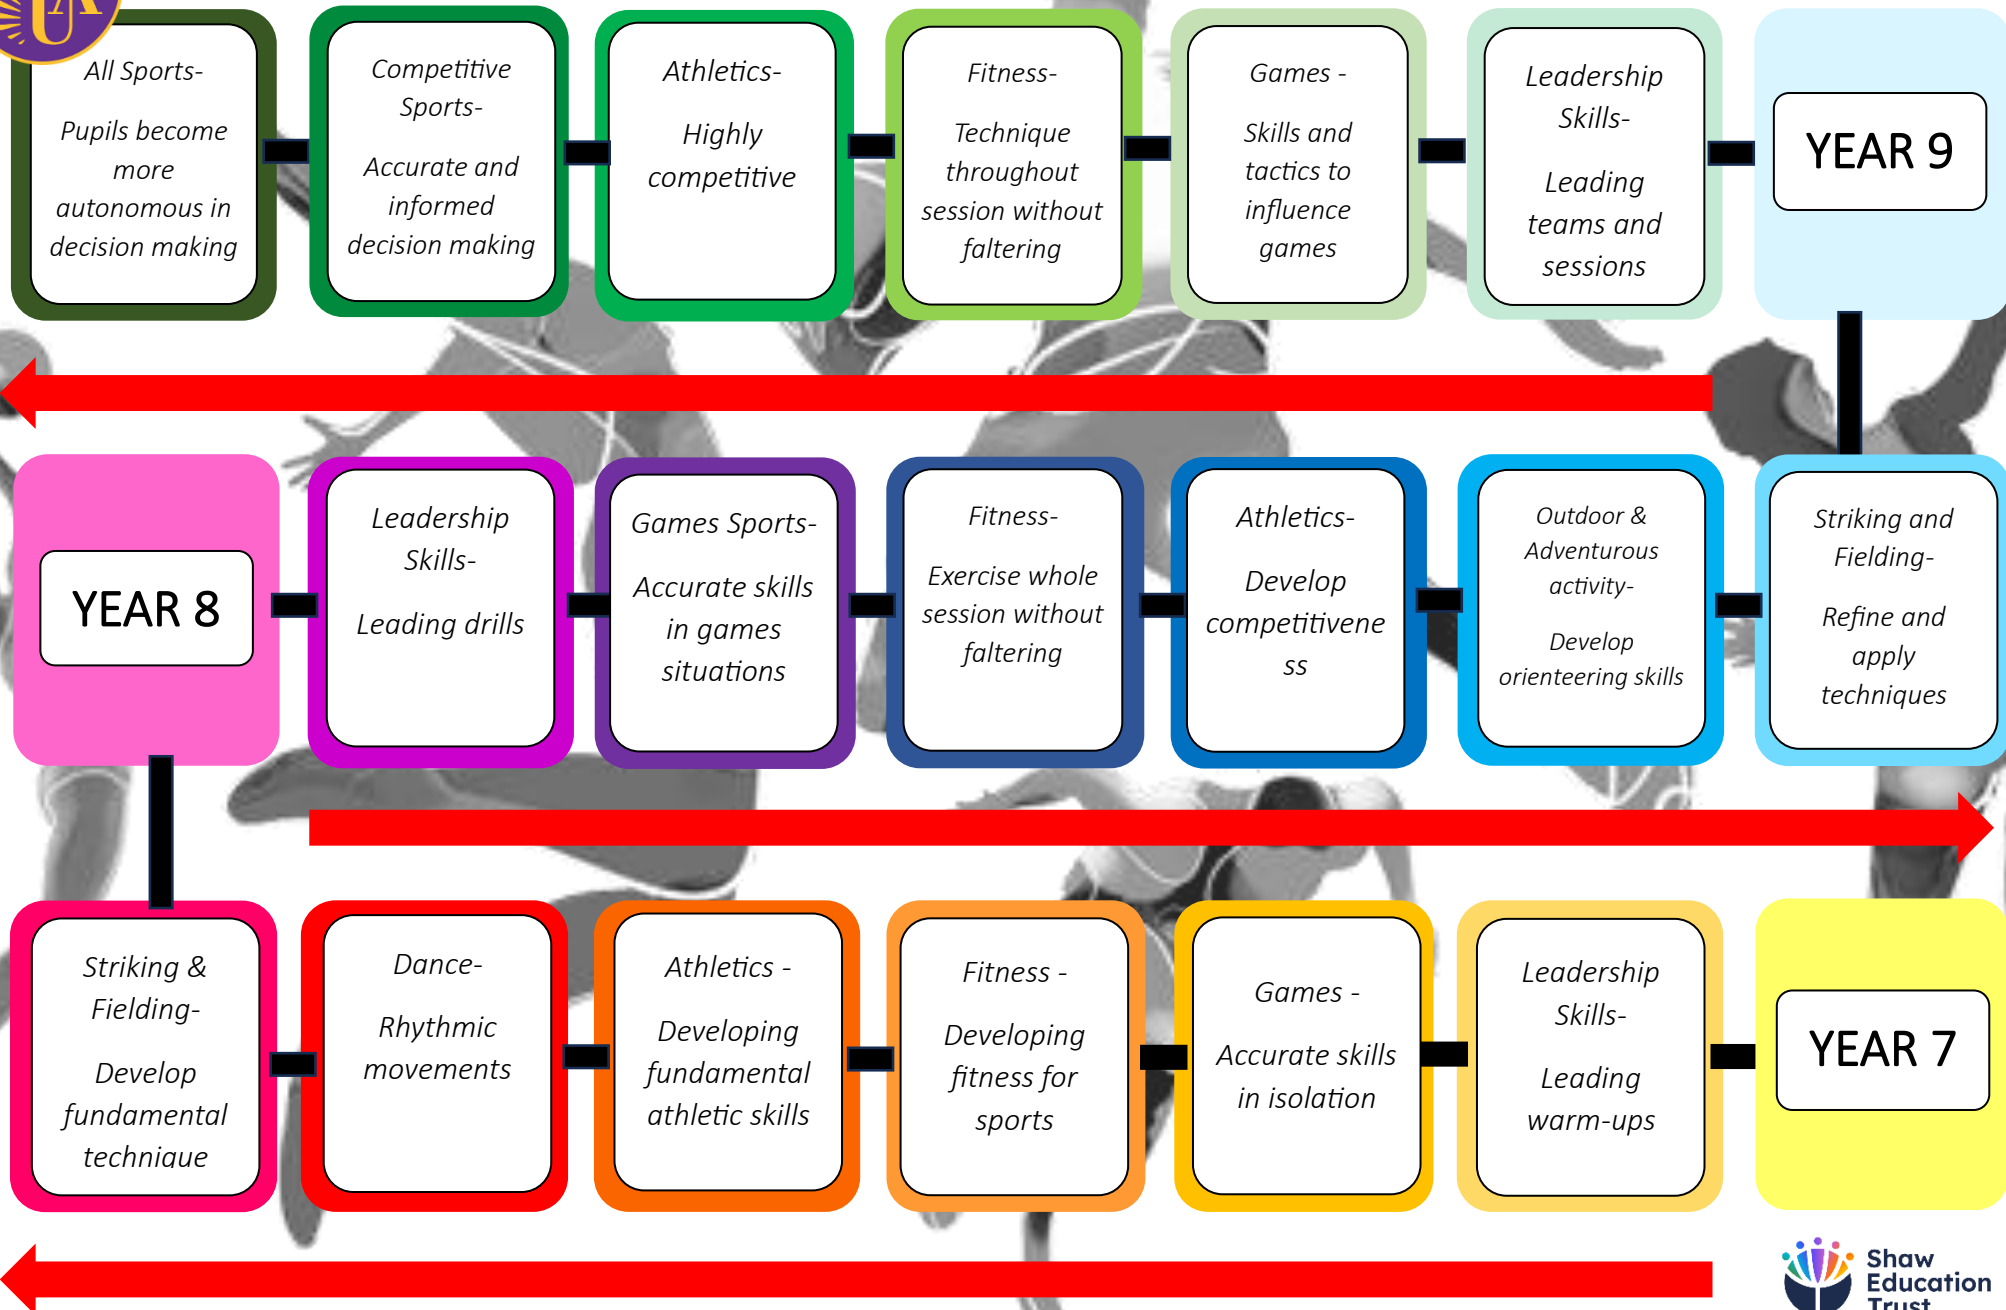 All Sports-
Pupils become
more
autonomous in
decision making
Competitive
Sports-
Accurate and
informed
decision making
Athletics-
Highly
competitive
Fitness-
Technique
throughout
session without
faltering
Games -
Skills and
tactics to
influence
games
Leadership
Skills-
Leading
teams and
sessions
YEAR 9
YEAR 8
Leadership
Skills-
Leading drills
Games Sports-
Accurate skills
in games
situations
Fitness-
Exercise whole
session without
faltering
Athletics-
Develop
competitivene
ss
Outdoor &
Adventurous
activity-
Develop
orienteering skills
Striking and
Fielding-
Refine and
apply
techniques
Striking &
Fielding-
Develop
fundamental
technique
Dance-
Rhythmic
movements
Athletics -
Developing
fundamental
athletic skills
Fitness -
Developing
fitness for
sports
Games -
Accurate skills
in isolation
Leadership
Skills-
Leading
warm-ups
YEAR 7
Shaw
Education
Trust